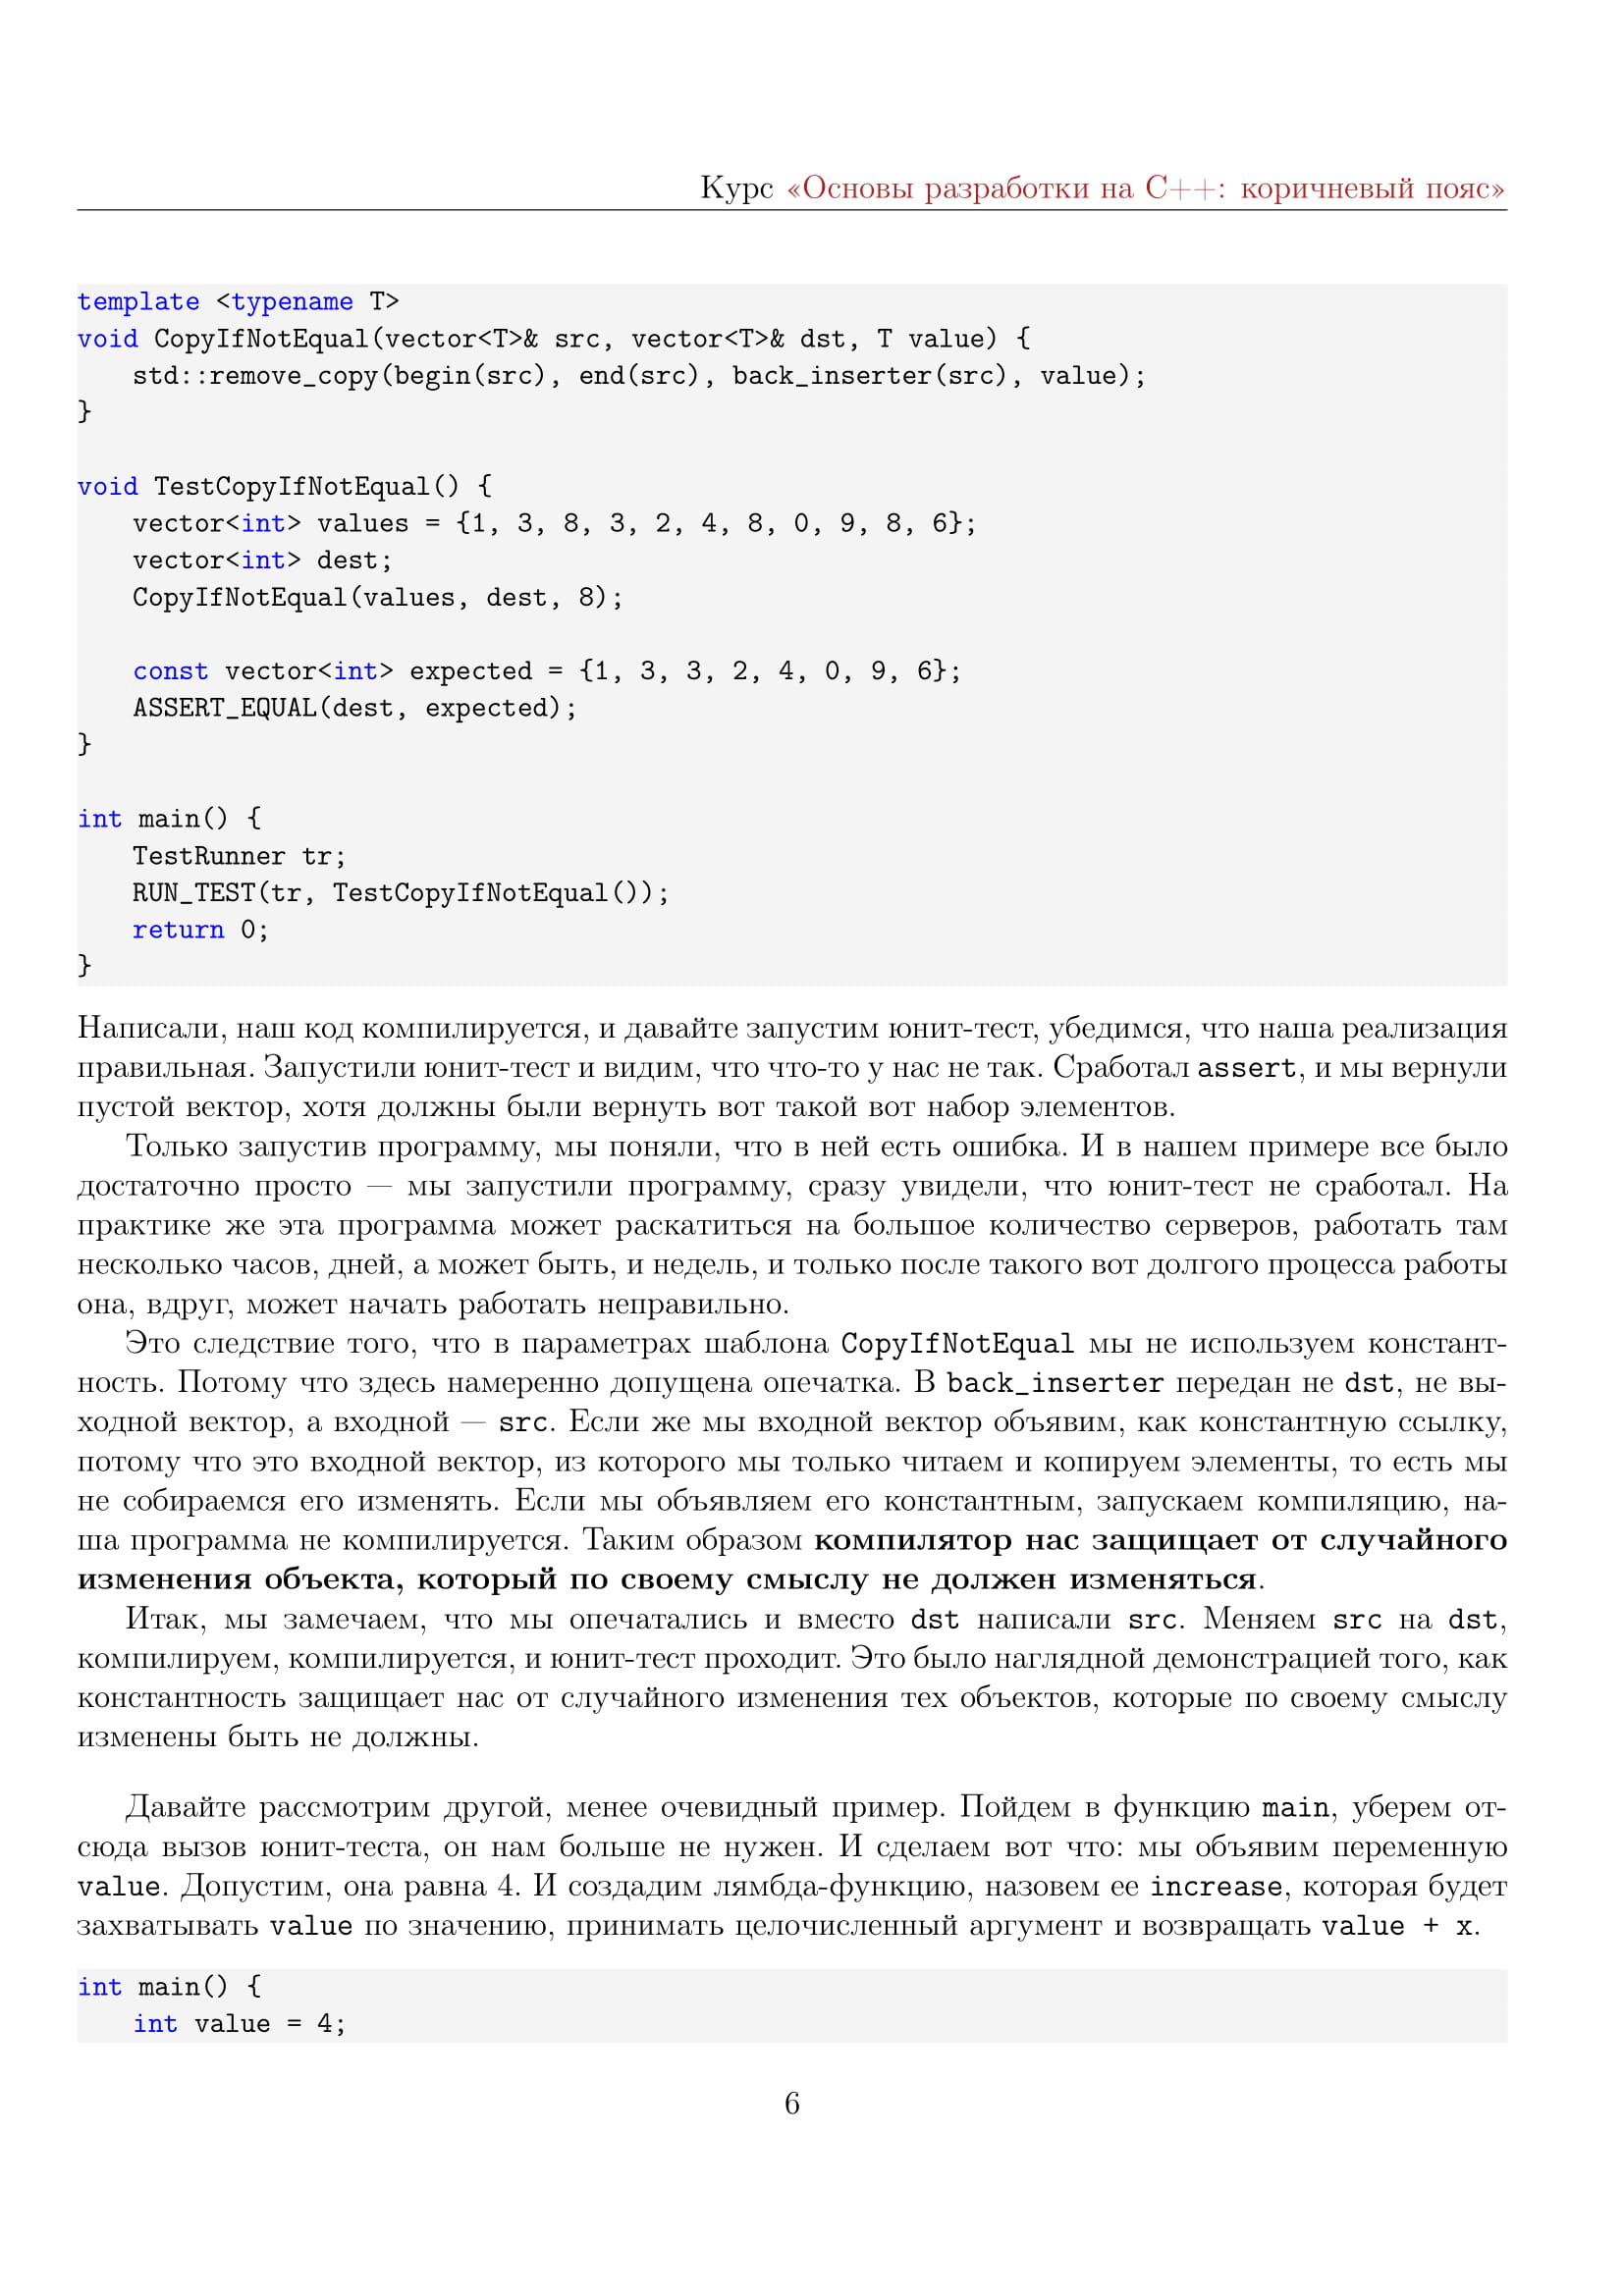 Курс «Основы разработки на C++: коричневый пояс»
template <typename T>
void CopyIfNotEqual(vector<T>& src, vector<T>& dst, T value) {
    std::remove_copy(begin(src), end(src), back_inserter(src), value);
}
void TestCopyIfNotEqual() {
    vector<int> values = {1, 3, 8, 3, 2, 4, 8, 0, 9, 8, 6};
    vector<int> dest;
    CopyIfNotEqual(values, dest, 8);
    const vector<int> expected = {1, 3, 3, 2, 4, 0, 9, 6};
    ASSERT_EQUAL(dest, expected);
}
int main() {
    TestRunner tr;
    RUN_TEST(tr, TestCopyIfNotEqual());
    return 0;
}
Написали, наш код компилируется, и давайте запустим юнит-тест, убедимся, что наша реализация
правильная. Запустили юнит-тест и видим, что что-то у нас не так. Сработал assert, и мы вернули
пустой вектор, хотя должны были вернуть вот такой вот набор элементов.
Только запустив программу, мы поняли, что в ней есть ошибка. И в нашем примере все было
достаточно просто — мы запустили программу, сразу увидели, что юнит-тест не сработал. На
практике же эта программа может раскатиться на большое количество серверов, работать там
несколько часов, дней, а может быть, и недель, и только после такого вот долгого процесса работы
она, вдруг, может начать работать неправильно.
Это следствие того, что в параметрах шаблона CopyIfNotEqual мы не используем констант-
ность. Потому что здесь намеренно допущена опечатка. В back_inserter передан не dst, не вы-
ходной вектор, а входной — src. Если же мы входной вектор объявим, как константную ссылку,
потому что это входной вектор, из которого мы только читаем и копируем элементы, то есть мы
не собираемся его изменять. Если мы объявляем его константным, запускаем компиляцию, на-
ша программа не компилируется. Таким образом компилятор нас защищает от случайного
изменения объекта, который по своему смыслу не должен изменяться.
Итак, мы замечаем, что мы опечатались и вместо dst написали src. Меняем src на dst,
компилируем, компилируется, и юнит-тест проходит. Это было наглядной демонстрацией того, как
константность защищает нас от случайного изменения тех объектов, которые по своему смыслу
изменены быть не должны.
Давайте рассмотрим другой, менее очевидный пример. Пойдем в функцию main, уберем от-
сюда вызов юнит-теста, он нам больше не нужен. И сделаем вот что: мы объявим переменную
value. Допустим, она равна 4. И создадим лямбда-функцию, назовем ее increase, которая будет
захватывать value по значению, принимать целочисленный аргумент и возвращать value + x.
int main() {
    int value = 4;
6